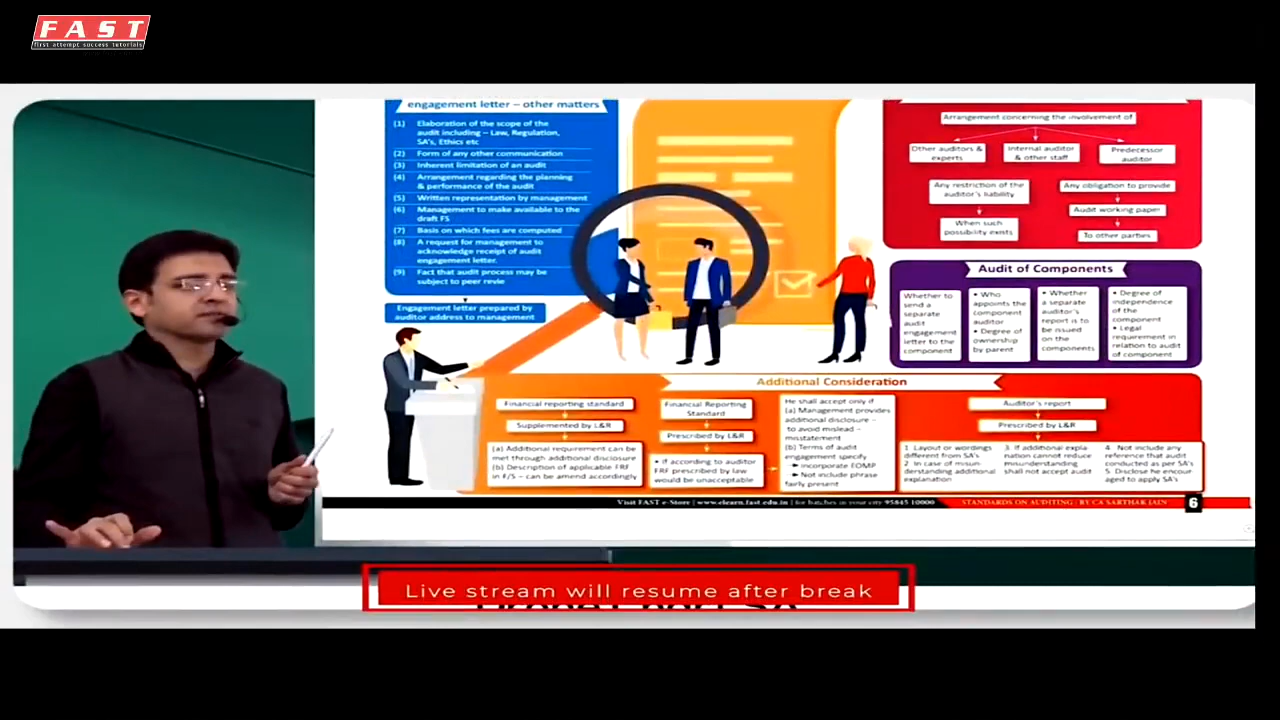 FAST
first attempt success tutorials
engagement letter – other matters
(1) Elaboration of the scope of the
audit including – Law, Regulation,
SA's, Ethics etc
(2) Form of any other communication
(3) Inherent limitation of an audit
(4) Arrangement regarding the planning
& performance of the audit
(5) Written representation by management
(6) Management to make available to the
draft FS
(7) Basis on which fees are computed
(8) A request for management to
acknowledge receipt of audit
engagement letter.
(9) Fact that audit process may be
subject to peer revie
Engagement letter prepared by
auditor address to management
Arrangement concerning the involvement of
Other auditors &
experts
Internal auditor
& other staff
Predecessor
auditor
Any restriction of the
auditor's liability
When such
possibility exists
Any obligation to provide
Audit working paper
To other parties
Audit of Components
Whether to
send a
separate
audit
engagement
letter to the
component
• Who
appoints the
component
auditor
• Degree of
ownership
by parent
• Whether
a separate
auditor's
report is to
be issued
on the
components
• Degree of
independence
of the
component
• Legal
requirement in
relation to audit
of component
Additional Consideration
Financial reporting standard
Supplemented by L&R
(a) Additional requirement can be
met through additional disclosure
(b) Description of applicable FRF
in F/S – can be amend accordingly
Financial Reporting
Standard
Prescribed by L&R
• If according to auditor
FRF prescribed by law
would be unacceptable
He shall accept only if
(a) Management provides
additional disclosure –
to avoid mislead –
misstatement
(b) Terms of audit
engagement specify
incorporate EOMP
Not include phrase
fairly present
Auditor's report
Prescribed by L&R
1 Layout or wordings
different from SA's
2 In case of misun-
derstanding additional
explanation
3 If additional expla-
nation cannot reduce
misunderstanding
shall not accept audit
4 Not include any
reference that audit
conducted as per SA's
5 Disclose he encour
aged to apply SA's
Visit FAST e-Store | www.elearn.fast.edu.in | for batches in your city 95845 10000
STANDARDS ON AUDITING : BY CA SARTHAK JAIN
6
Live stream will resume after break